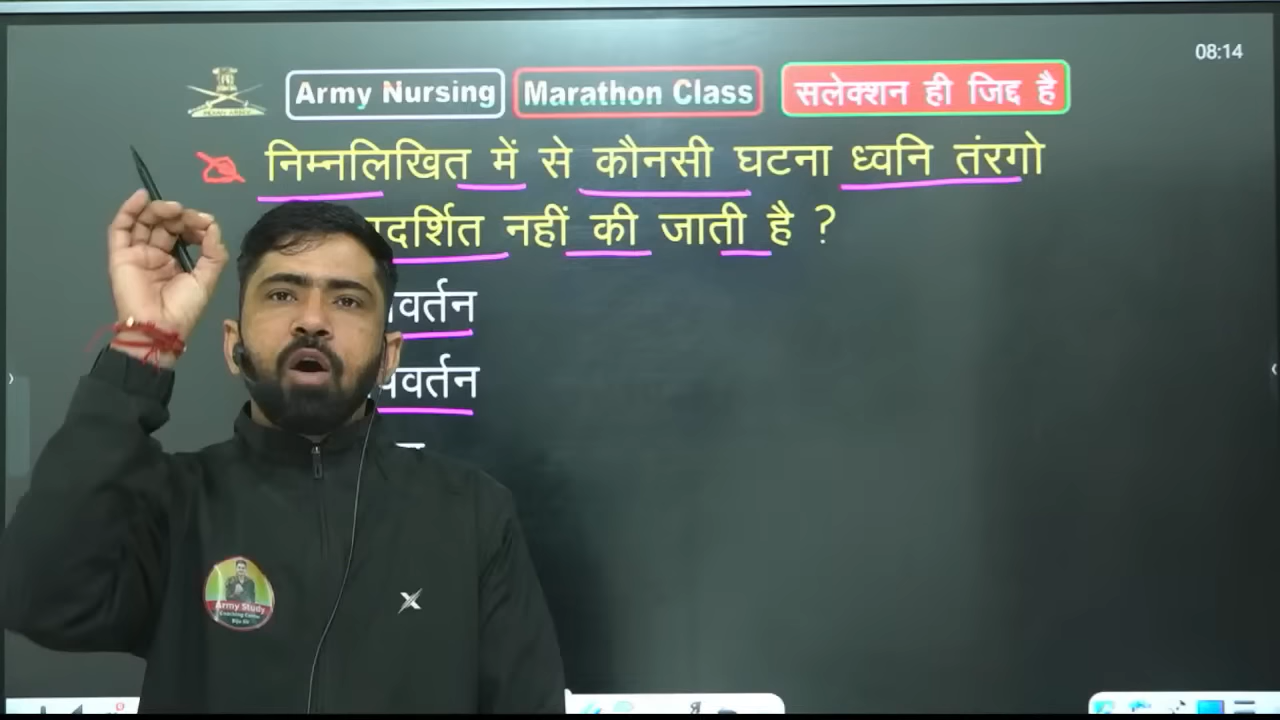 08:14
Army Nursing Marathon Class सलेक्शन ही जिद्द है
निम्नलिखित में से कौनसी घटना ध्वनि तंरगो
दर्शित नहीं की जाती है ?
वर्तन
वर्तन
Army Study